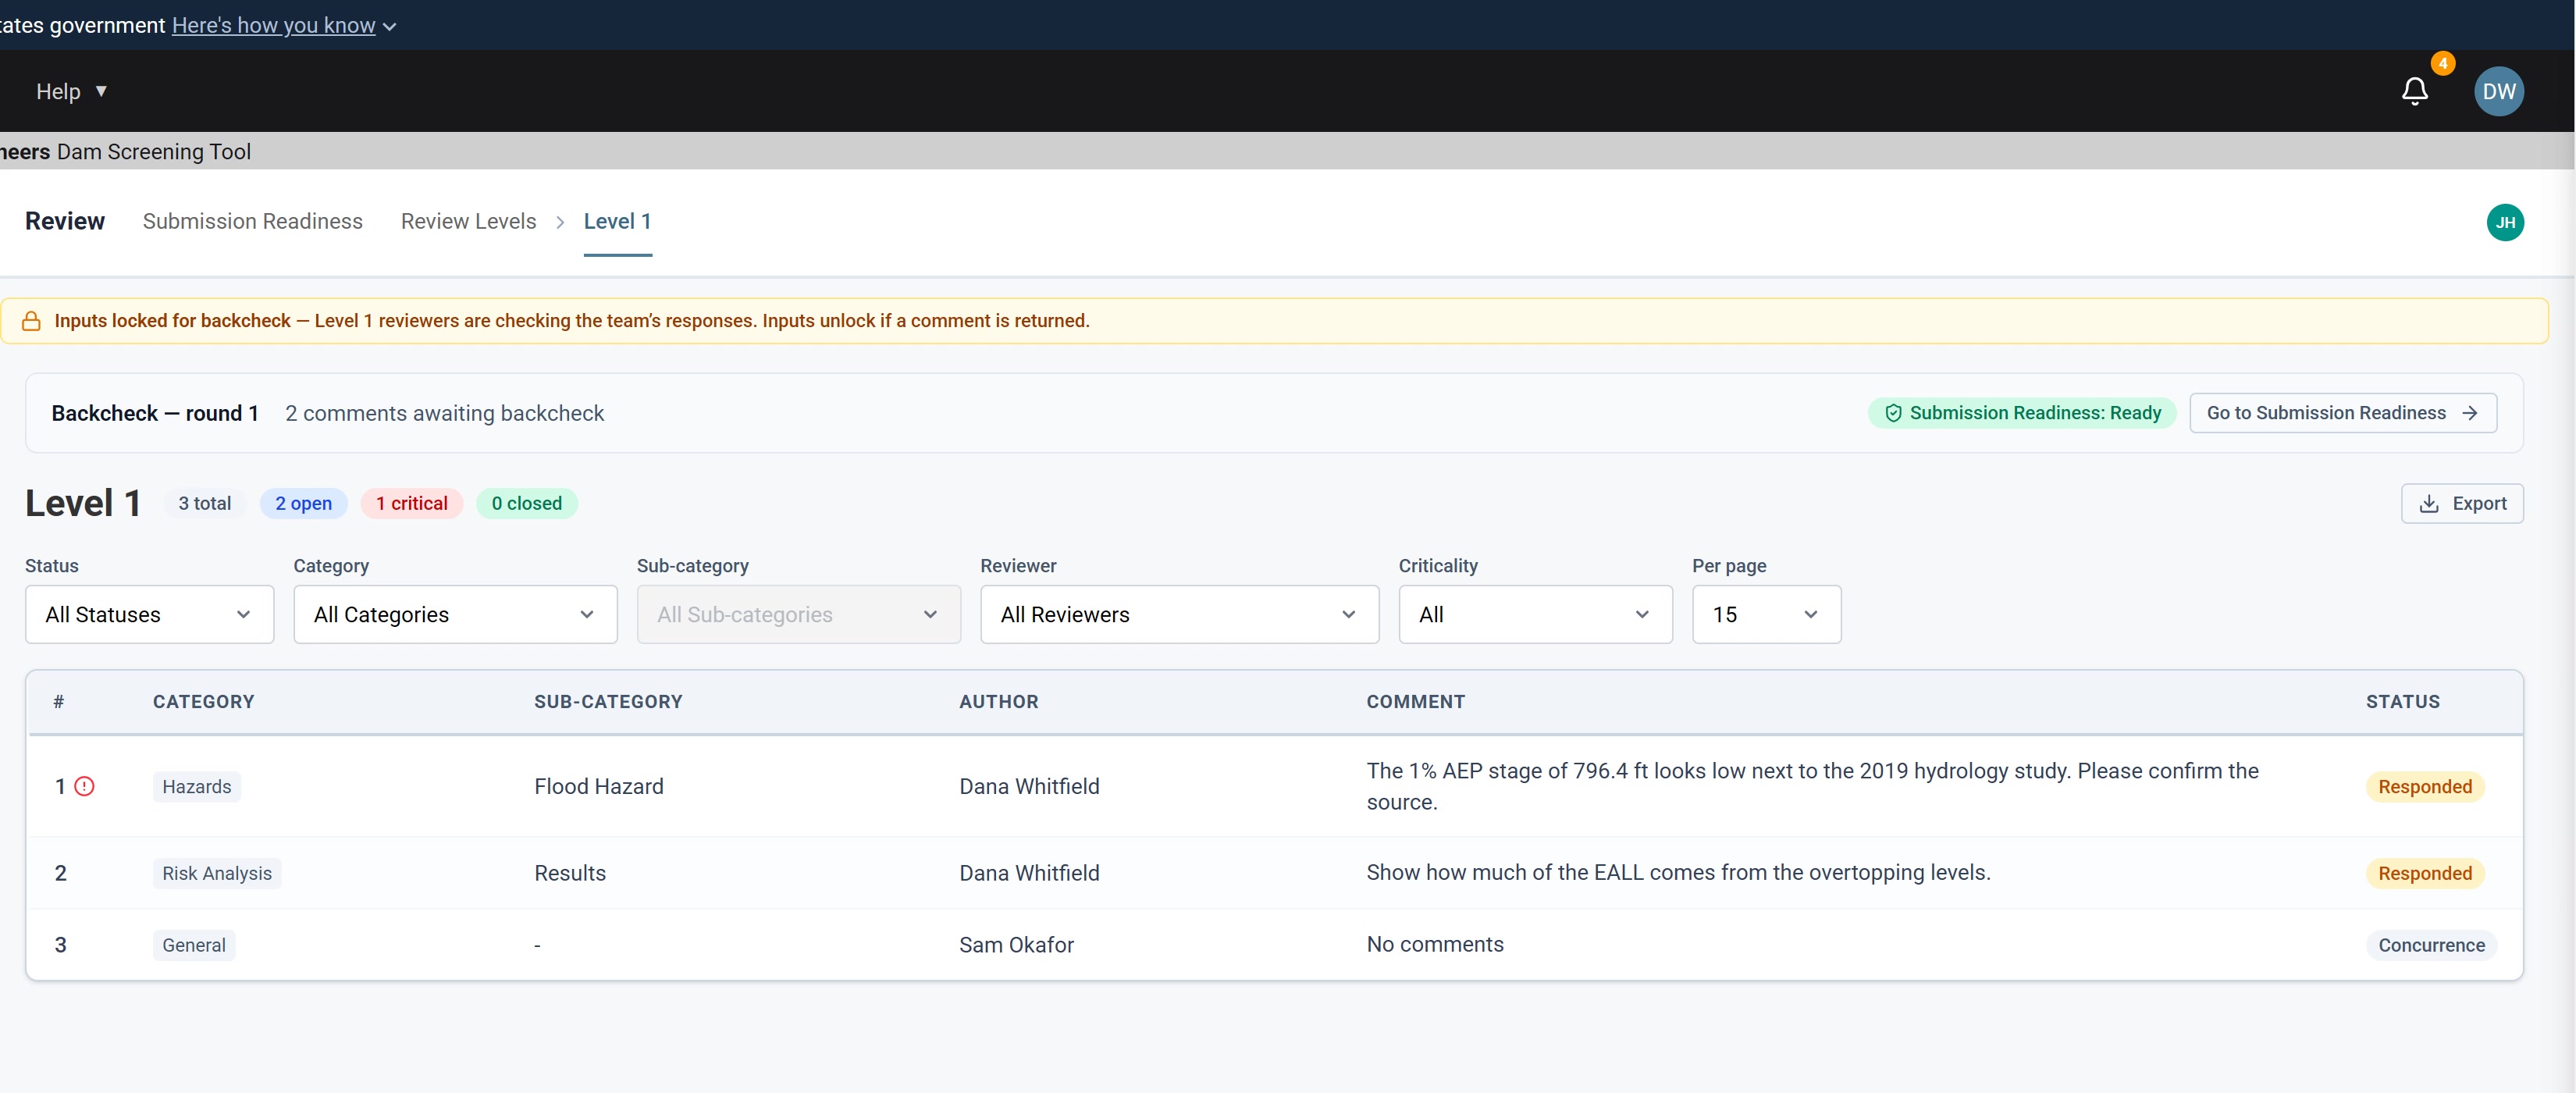 tates government Here's how you know
Help ▼
4
DW
neers Dam Screening Tool
Review Submission Readiness Review Levels > Level 1
JH
Inputs locked for backcheck — Level 1 reviewers are checking the team’s responses. Inputs unlock if a comment is returned.
Backcheck — round 1 2 comments awaiting backcheck
Submission Readiness: Ready
Go to Submission Readiness →
Level 1 3 total 2 open 1 critical 0 closed
Export
Status Category Sub-category Reviewer Criticality Per page
All Statuses All Categories All Sub-categories All Reviewers All 15
# CATEGORY SUB-CATEGORY AUTHOR COMMENT STATUS
1 Hazards Flood Hazard Dana Whitfield The 1% AEP stage of 796.4 ft looks low next to the 2019 hydrology study. Please confirm the
source.
Responded
2 Risk Analysis Results Dana Whitfield Show how much of the EALL comes from the overtopping levels. Responded
3 General - Sam Okafor No comments Concurrence